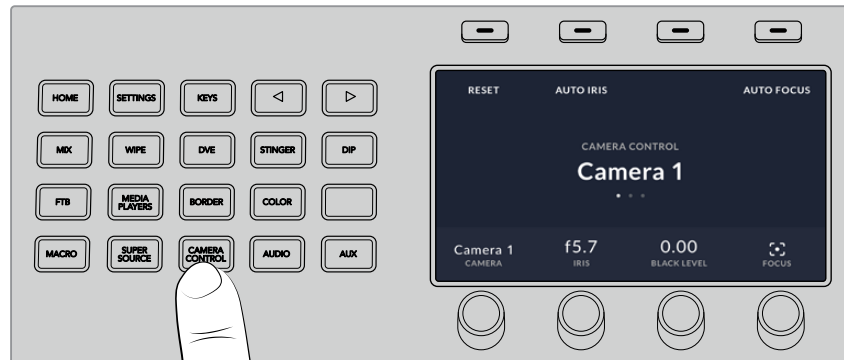 HOME SETTINGS KEYS
MIX WIPE DVE STINGER DIP
FTB MEDIA PLAYERS BORDER COLOR
MACRO SUPER SOURCE CAMERA CONTROL AUDIO AUX
RESET AUTO IRIS AUTO FOCUS
CAMERA CONTROL
Camera 1
Camera 1 f5.7 0.00
CAMERA IRIS BLACK LEVEL FOCUS